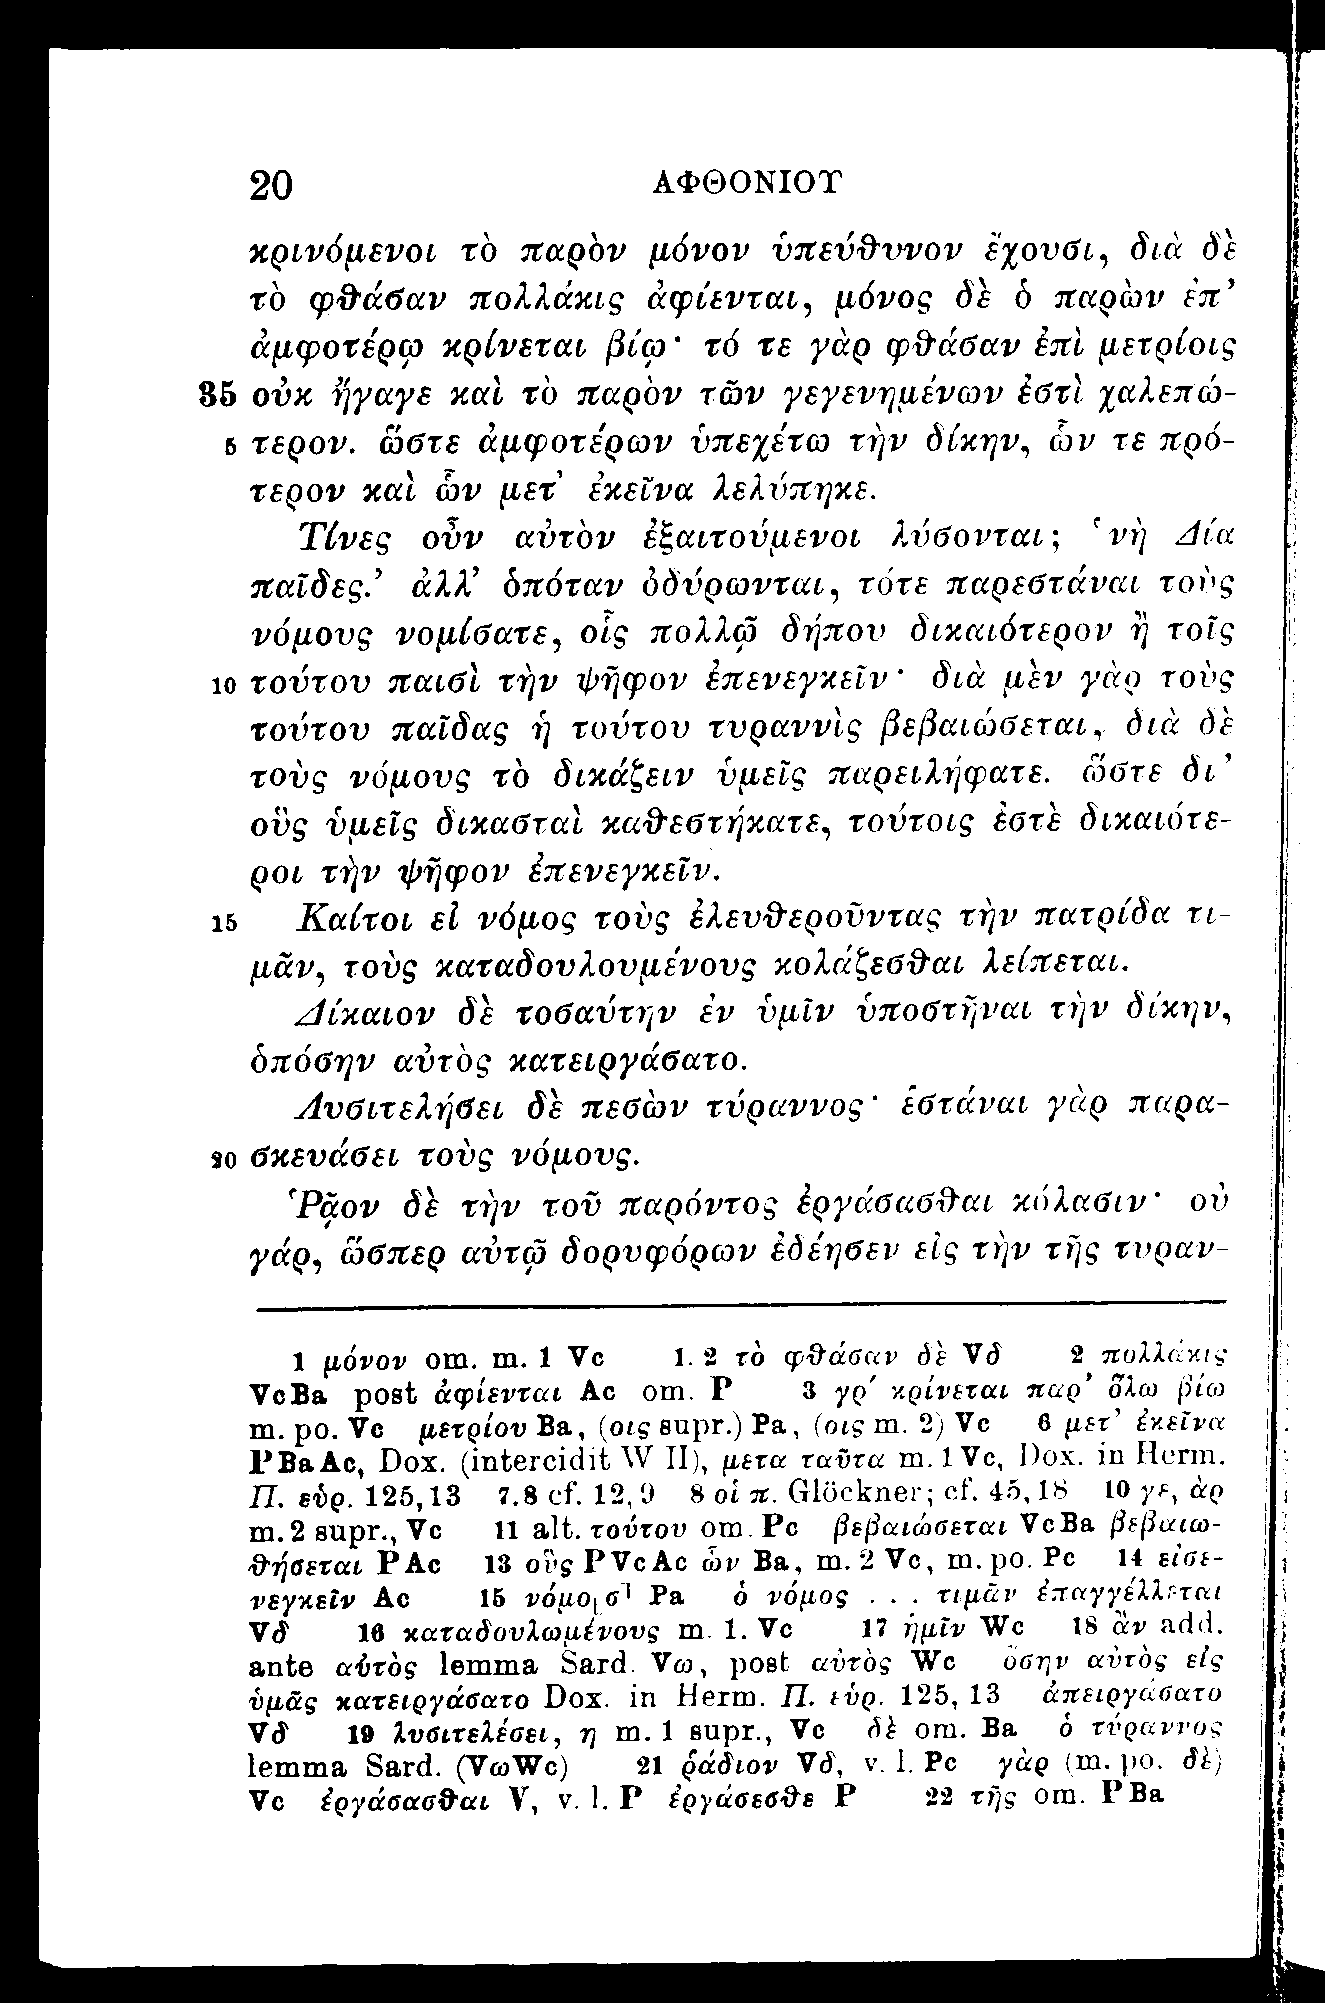 20 ΑΦΘΟΝΙΟΥ
κρινόμενοι τὸ παρὸν μόνον ὑπεύθυνον ἔχουσι, διὰ δὲ
τὸ φθάσαν πολλάκις ἀφίενται, μόνος δὲ ὁ παρὼν ἐπ’
ἀμφοτέρῳ κρίνεται βίῳ· τό τε γὰρ φθάσαν ἐπὶ μετρίοις
35 οὐκ ἤγαγε καὶ τὸ παρὸν τῶν γεγενημένων ἐστὶ χαλεπώ-
5 τερον. ὥστε ἀμφοτέρων ὑπεχέτω τὴν δίκην, ὧν τε πρό-
τερον καὶ ὧν μετ’ ἐκεῖνα λελύπηκε.
Τίνες οὖν αὐτὸν ἐξαιτούμενοι λύσονται; ‘νὴ Δία
παῖδες.’ ἀλλ’ ὁπόταν ὀδύρωνται, τότε παρεστάναι τοὺς
νόμους νομίσατε, οἷς πολλῷ δήπου δικαιότερον ἢ τοῖς
10 τούτου παισὶ τὴν ψῆφον ἐπενεγκεῖν· διὰ μὲν γὰρ τοὺς
τούτου παῖδας ἡ τούτου τυραννὶς βεβαιώσεται, διὰ δὲ
τοὺς νόμους τὸ δικάζειν ὑμεῖς παρειλήφατε. ὥστε δι’
οὓς ὑμεῖς δικασταὶ καθεστήκατε, τούτοις ἐστὲ δικαιότε-
ροι τὴν ψῆφον ἐπενεγκεῖν.
15 Καίτοι εἰ νόμος τοὺς ἐλευθεροῦντας τὴν πατρίδα τι-
μᾶν, τοὺς καταδουλουμένους κολάζεσθαι λείπεται.
Δίκαιον δὲ τοσαύτην ἐν ὑμῖν ὑποστῆναι τὴν δίκην,
ὁπόσην αὐτὸς κατειργάσατο.
Λυσιτελήσει δὲ πεσὼν τύραννος· ἑστάναι γὰρ παρα-
20 σκευάσει τοὺς νόμους.
Ῥᾷον δὲ τὴν τοῦ παρόντος ἐργάσασθαι κόλασιν· οὐ
γάρ, ὥσπερ αὐτῷ δορυφόρων ἐδέησεν εἰς τὴν τῆς τυραν-
1 μόνον om. m. 1 Vc 1. 2 τὸ φθάσαν δὲ Vδ 2 πολλάκις
VcBa post ἀφίενται Ac om. P 3 γρ´ κρίνεται παρ’ ὅλω βίω
m. po. Vc μετρίου Ba, (οις supr.) Pa, (οις m. 2) Vc 6 μετ’ ἐκεῖνα
PBaAc, Dox. (intercidit W II), μετα ταῦτα m. 1 Vc, Dox. in Herm.
Π. εὑρ. 125,13 7.8 cf. 12,9 8 οἱ π. Glöckner; cf. 45,18 10 γε, ὰρ
m. 2 supr., Vc 11 alt. τούτου om. Pc βεβαιώσεται VcBa βεβαιω-
θήσεται PAc 13 οὓς PVcAc ὧν Ba, m. 2 Vc, m. po. Pc 14 εἰσε-
νεγκεῖν Ac 15 νόμο⌊σ⌉ Pa ὁ νόμος . . . τιμᾶν ἐπαγγέλλεται
Vδ 16 καταδουλωμένους m. 1. Vc 17 ἡμῖν Wc 18 ἂν add.
ante αὐτὸς lemma Sard. Vω, post αὐτὸς Wc ὅσην αὐτὸς εἰς
ὑμᾶς κατειργάσατο Dox. in Herm. Π. εὑρ. 125, 13 ἀπειργάσατο
Vδ 19 λυσιτελέσει, η m. 1 supr., Vc δὲ om. Ba ὁ τύραννος
lemma Sard. (VωWc) 21 ῥάδιον Vδ, v. l. Pc γὰρ (m. po. δὲ)
Vc ἐργάσασθαι V, v. l. P ἐργάσεσθε P 22 τῆς om. PBa